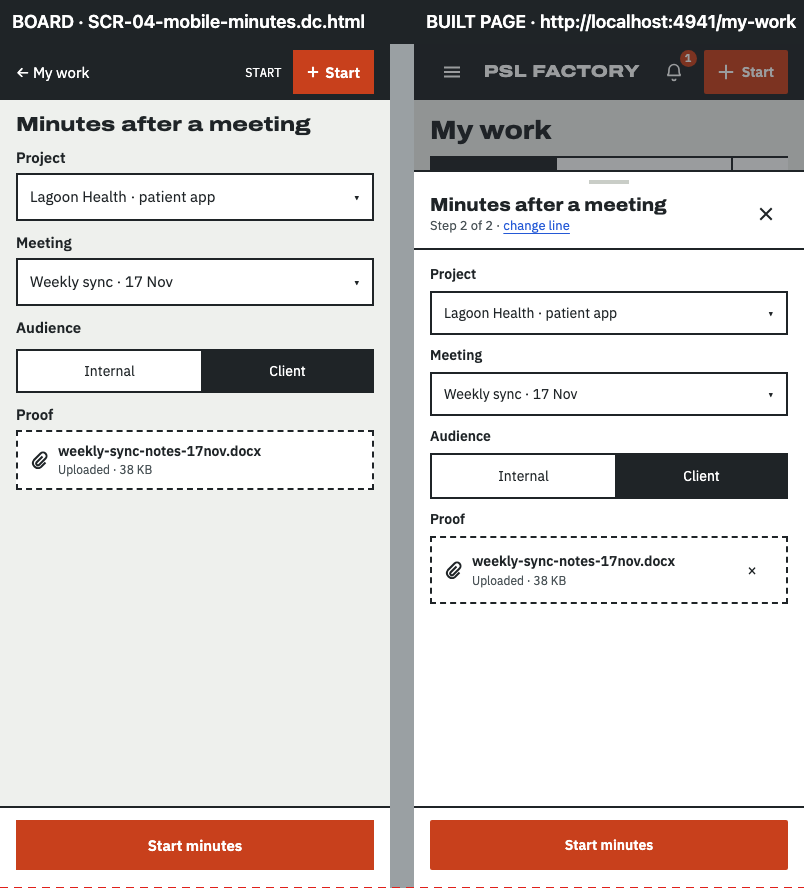 BOARD · SCR-04-mobile-minutes.dc.html
← My work
START
+ Start
Minutes after a meeting
Project
Lagoon Health · patient app
Meeting
Weekly sync · 17 Nov
Audience
Internal
Client
Proof
weekly-sync-notes-17nov.docx
Uploaded · 38 KB
Start minutes
BUILT PAGE · http://localhost:4941/my-work
PSL FACTORY
1
+ Start
My work
Minutes after a meeting
Step 2 of 2 · change line
Project
Lagoon Health · patient app
Meeting
Weekly sync · 17 Nov
Audience
Internal
Client
Proof
weekly-sync-notes-17nov.docx
Uploaded · 38 KB
Start minutes